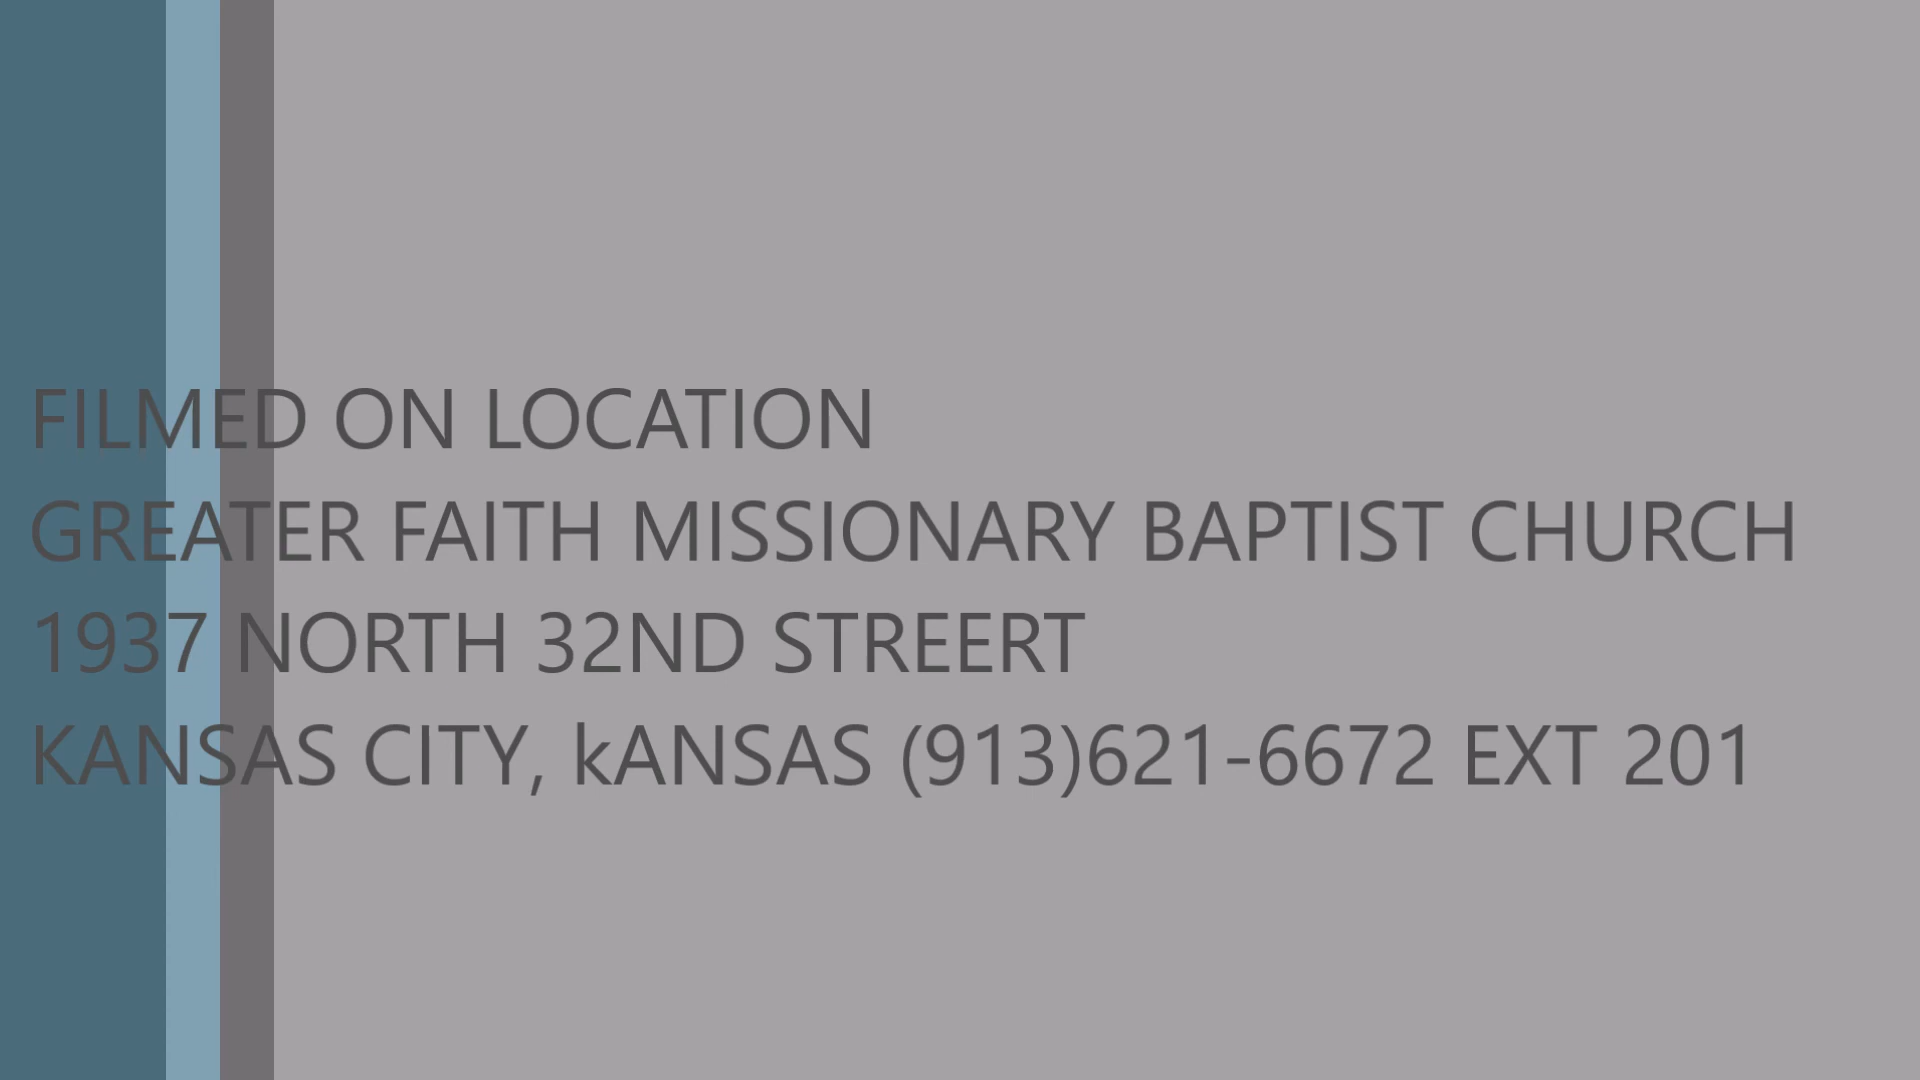 FILMED ON LOCATION
GREATER FAITH MISSIONARY BAPTIST CHURCH
1937 NORTH 32ND STREERT
KANSAS CITY, kANSAS (913)621-6672 EXT 201